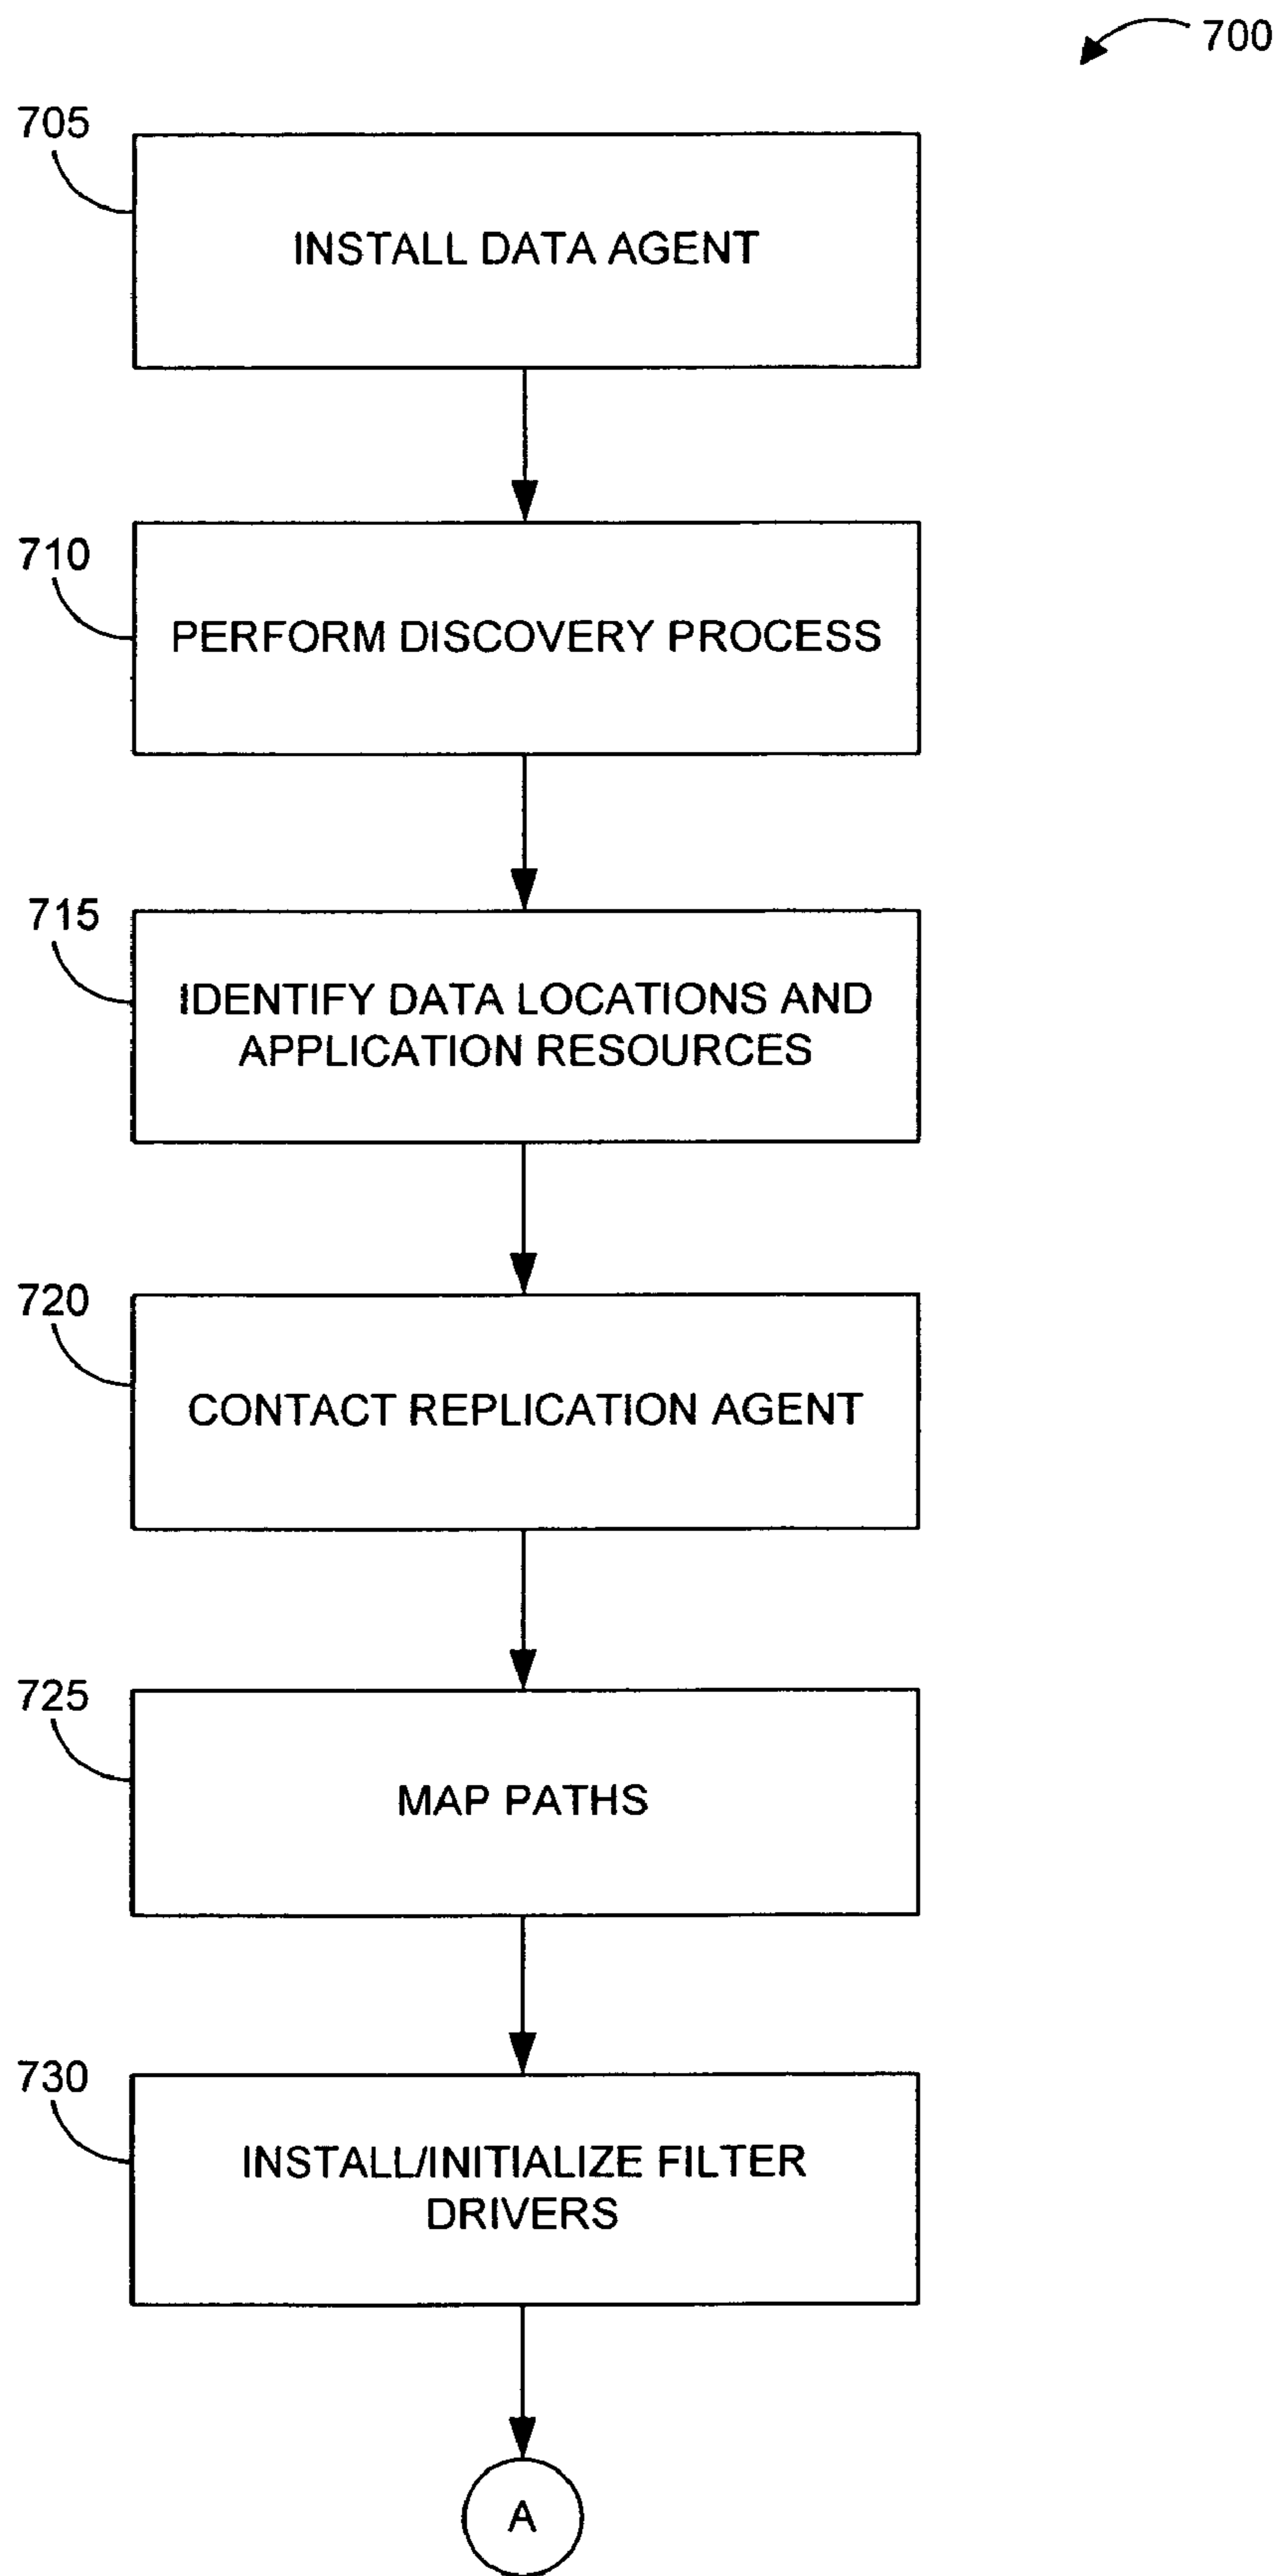 700
705
INSTALL DATA AGENT
710
PERFORM DISCOVERY PROCESS
715
IDENTIFY DATA LOCATIONS AND
APPLICATION RESOURCES
720
CONTACT REPLICATION AGENT
725
MAP PATHS
730
INSTALL/INITIALIZE FILTER
DRIVERS
A